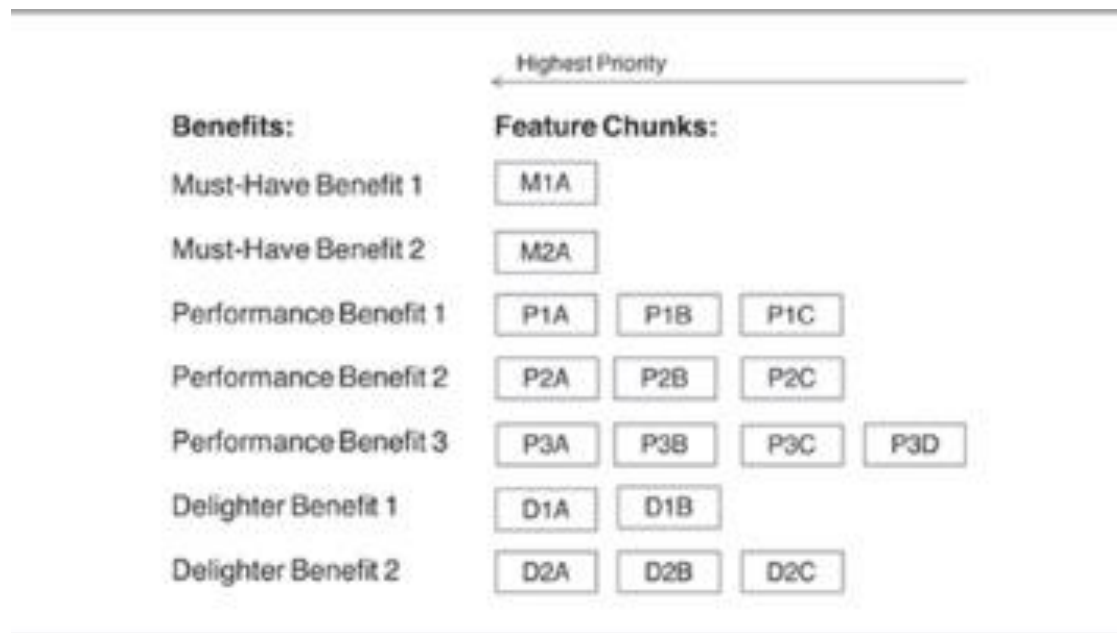 Highest Priority
Benefits: Feature Chunks:
Must-Have Benefit 1 M1A
Must-Have Benefit 2 M2A
Performance Benefit 1 P1A P1B P1C
Performance Benefit 2 P2A P2B P2C
Performance Benefit 3 P3A P3B P3C P3D
Delighter Benefit 1 D1A D1B
Delighter Benefit 2 D2A D2B D2C